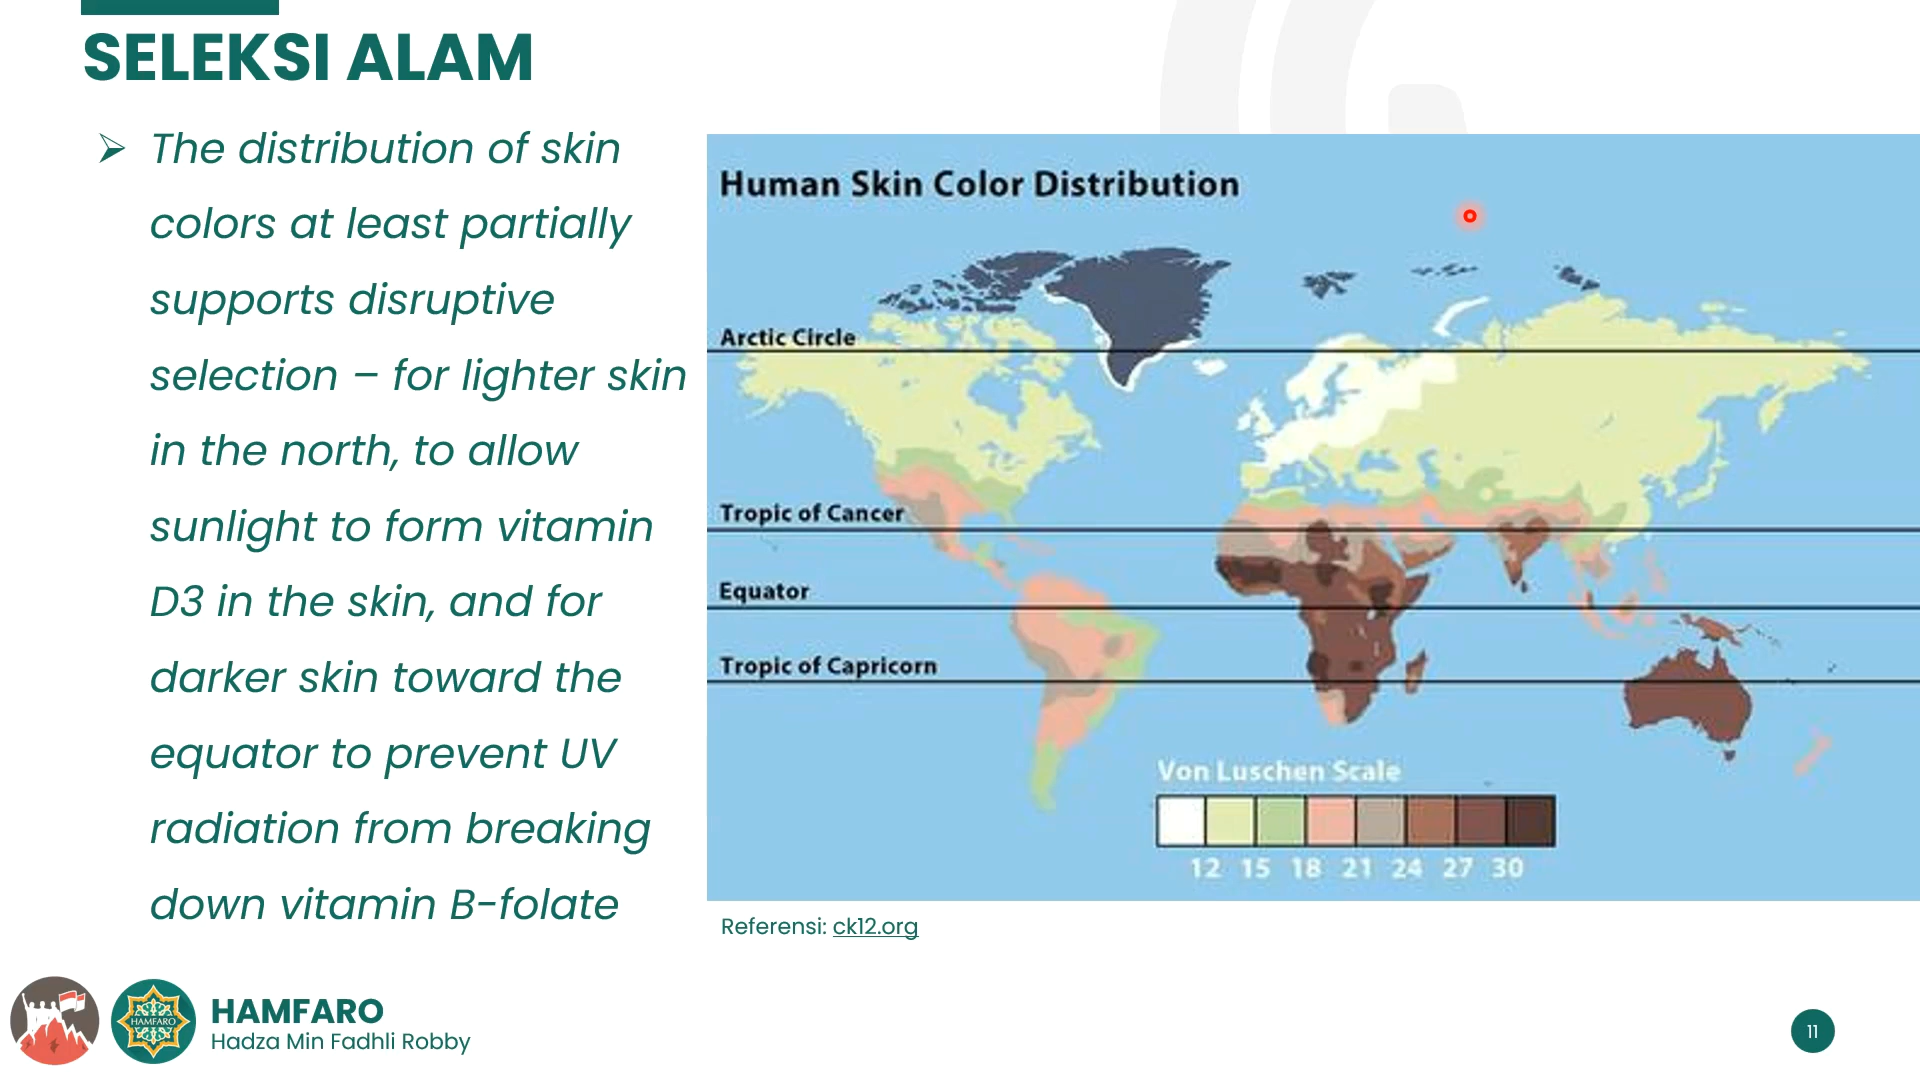 SELEKSI ALAM
The distribution of skin
colors at least partially
supports disruptive
selection – for lighter skin
in the north, to allow
sunlight to form vitamin
D3 in the skin, and for
darker skin toward the
equator to prevent UV
radiation from breaking
down vitamin B-folate
Human Skin Color Distribution
Arctic Circle
Tropic of Cancer
Equator
Tropic of Capricorn
Von Luschen Scale
12 15 18 21 24 27 30
Referensi: ck12.org
HAMFARO
HAMFARO
Hadza Min Fadhli Robby
11